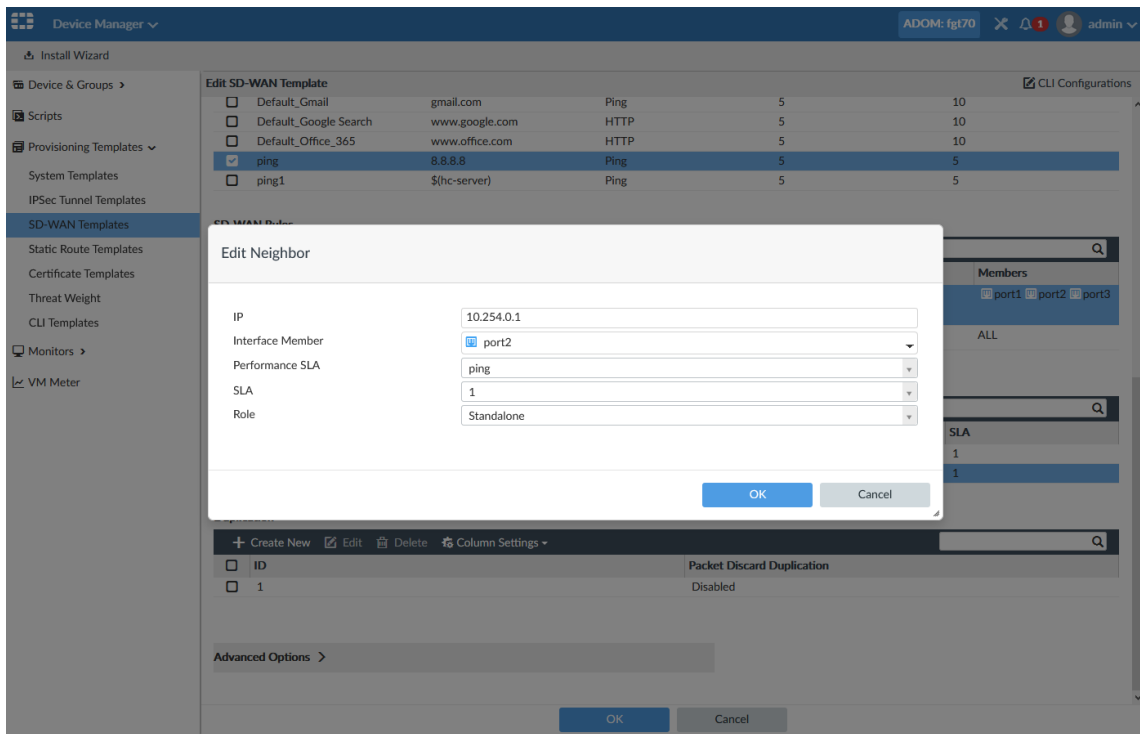 Device Manager
ADOM: fgt70
1
admin
Install Wizard
Device & Groups
Scripts
Provisioning Templates
System Templates
IPSec Tunnel Templates
SD-WAN Templates
Static Route Templates
Certificate Templates
Threat Weight
CLI Templates
Monitors
VM Meter
Edit SD-WAN Template
CLI Configurations
Default_Gmail gmail.com Ping 5 10
Default_Google Search www.google.com HTTP 5 10
Default_Office_365 www.office.com HTTP 5 10
ping 8.8.8.8 Ping 5 5
ping1 $(hc-server) Ping 5 5
SD-WAN Rules
Members
port1 port2 port3
ALL
Edit Neighbor
IP 10.254.0.1
Interface Member port2
Performance SLA ping
SLA 1
Role Standalone
OK Cancel
SLA
1
1
Duplication
Create New Edit Delete Column Settings
ID Packet Discard Duplication
1 Disabled
Advanced Options
OK Cancel